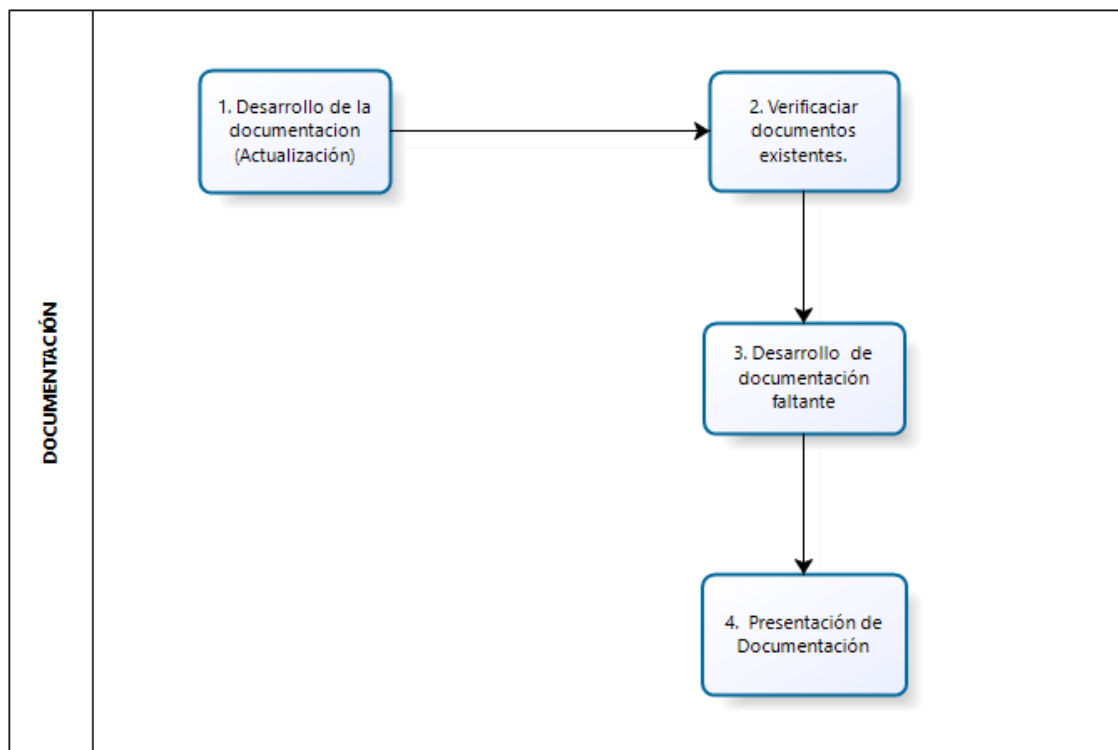 DOCUMENTACIÓN
1. Desarrollo de la
documentacion
(Actualización)
2. Verificaciar
documentos
existentes.
3. Desarrollo de
documentación
faltante
4. Presentación de
Documentación